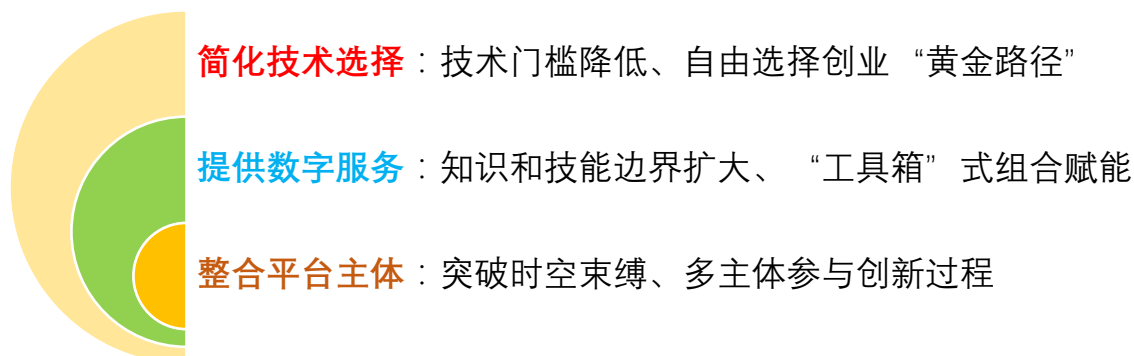 简化技术选择：技术门槛降低、自由选择创业 “黄金路径”
提供数字服务：知识和技能边界扩大、 “工具箱” 式组合赋能
整合平台主体：突破时空束缚、多主体参与创新过程